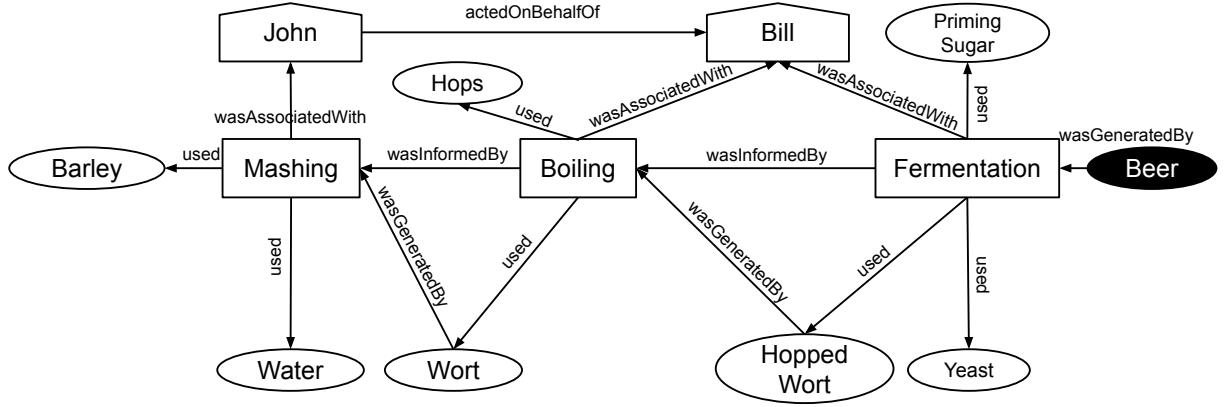 actedOnBehalfOf
John
Bill
Priming
Sugar
Hops
wasAssociatedWith
wasAssociatedWith
wasAssociatedWith
used
used
wasGeneratedBy
Barley
used
Mashing
wasInformedBy
Boiling
wasInformedBy
Fermentation
Beer
used
wasGeneratedBy
used
wasGeneratedBy
used
used
Water
Wort
Hopped
Wort
Yeast